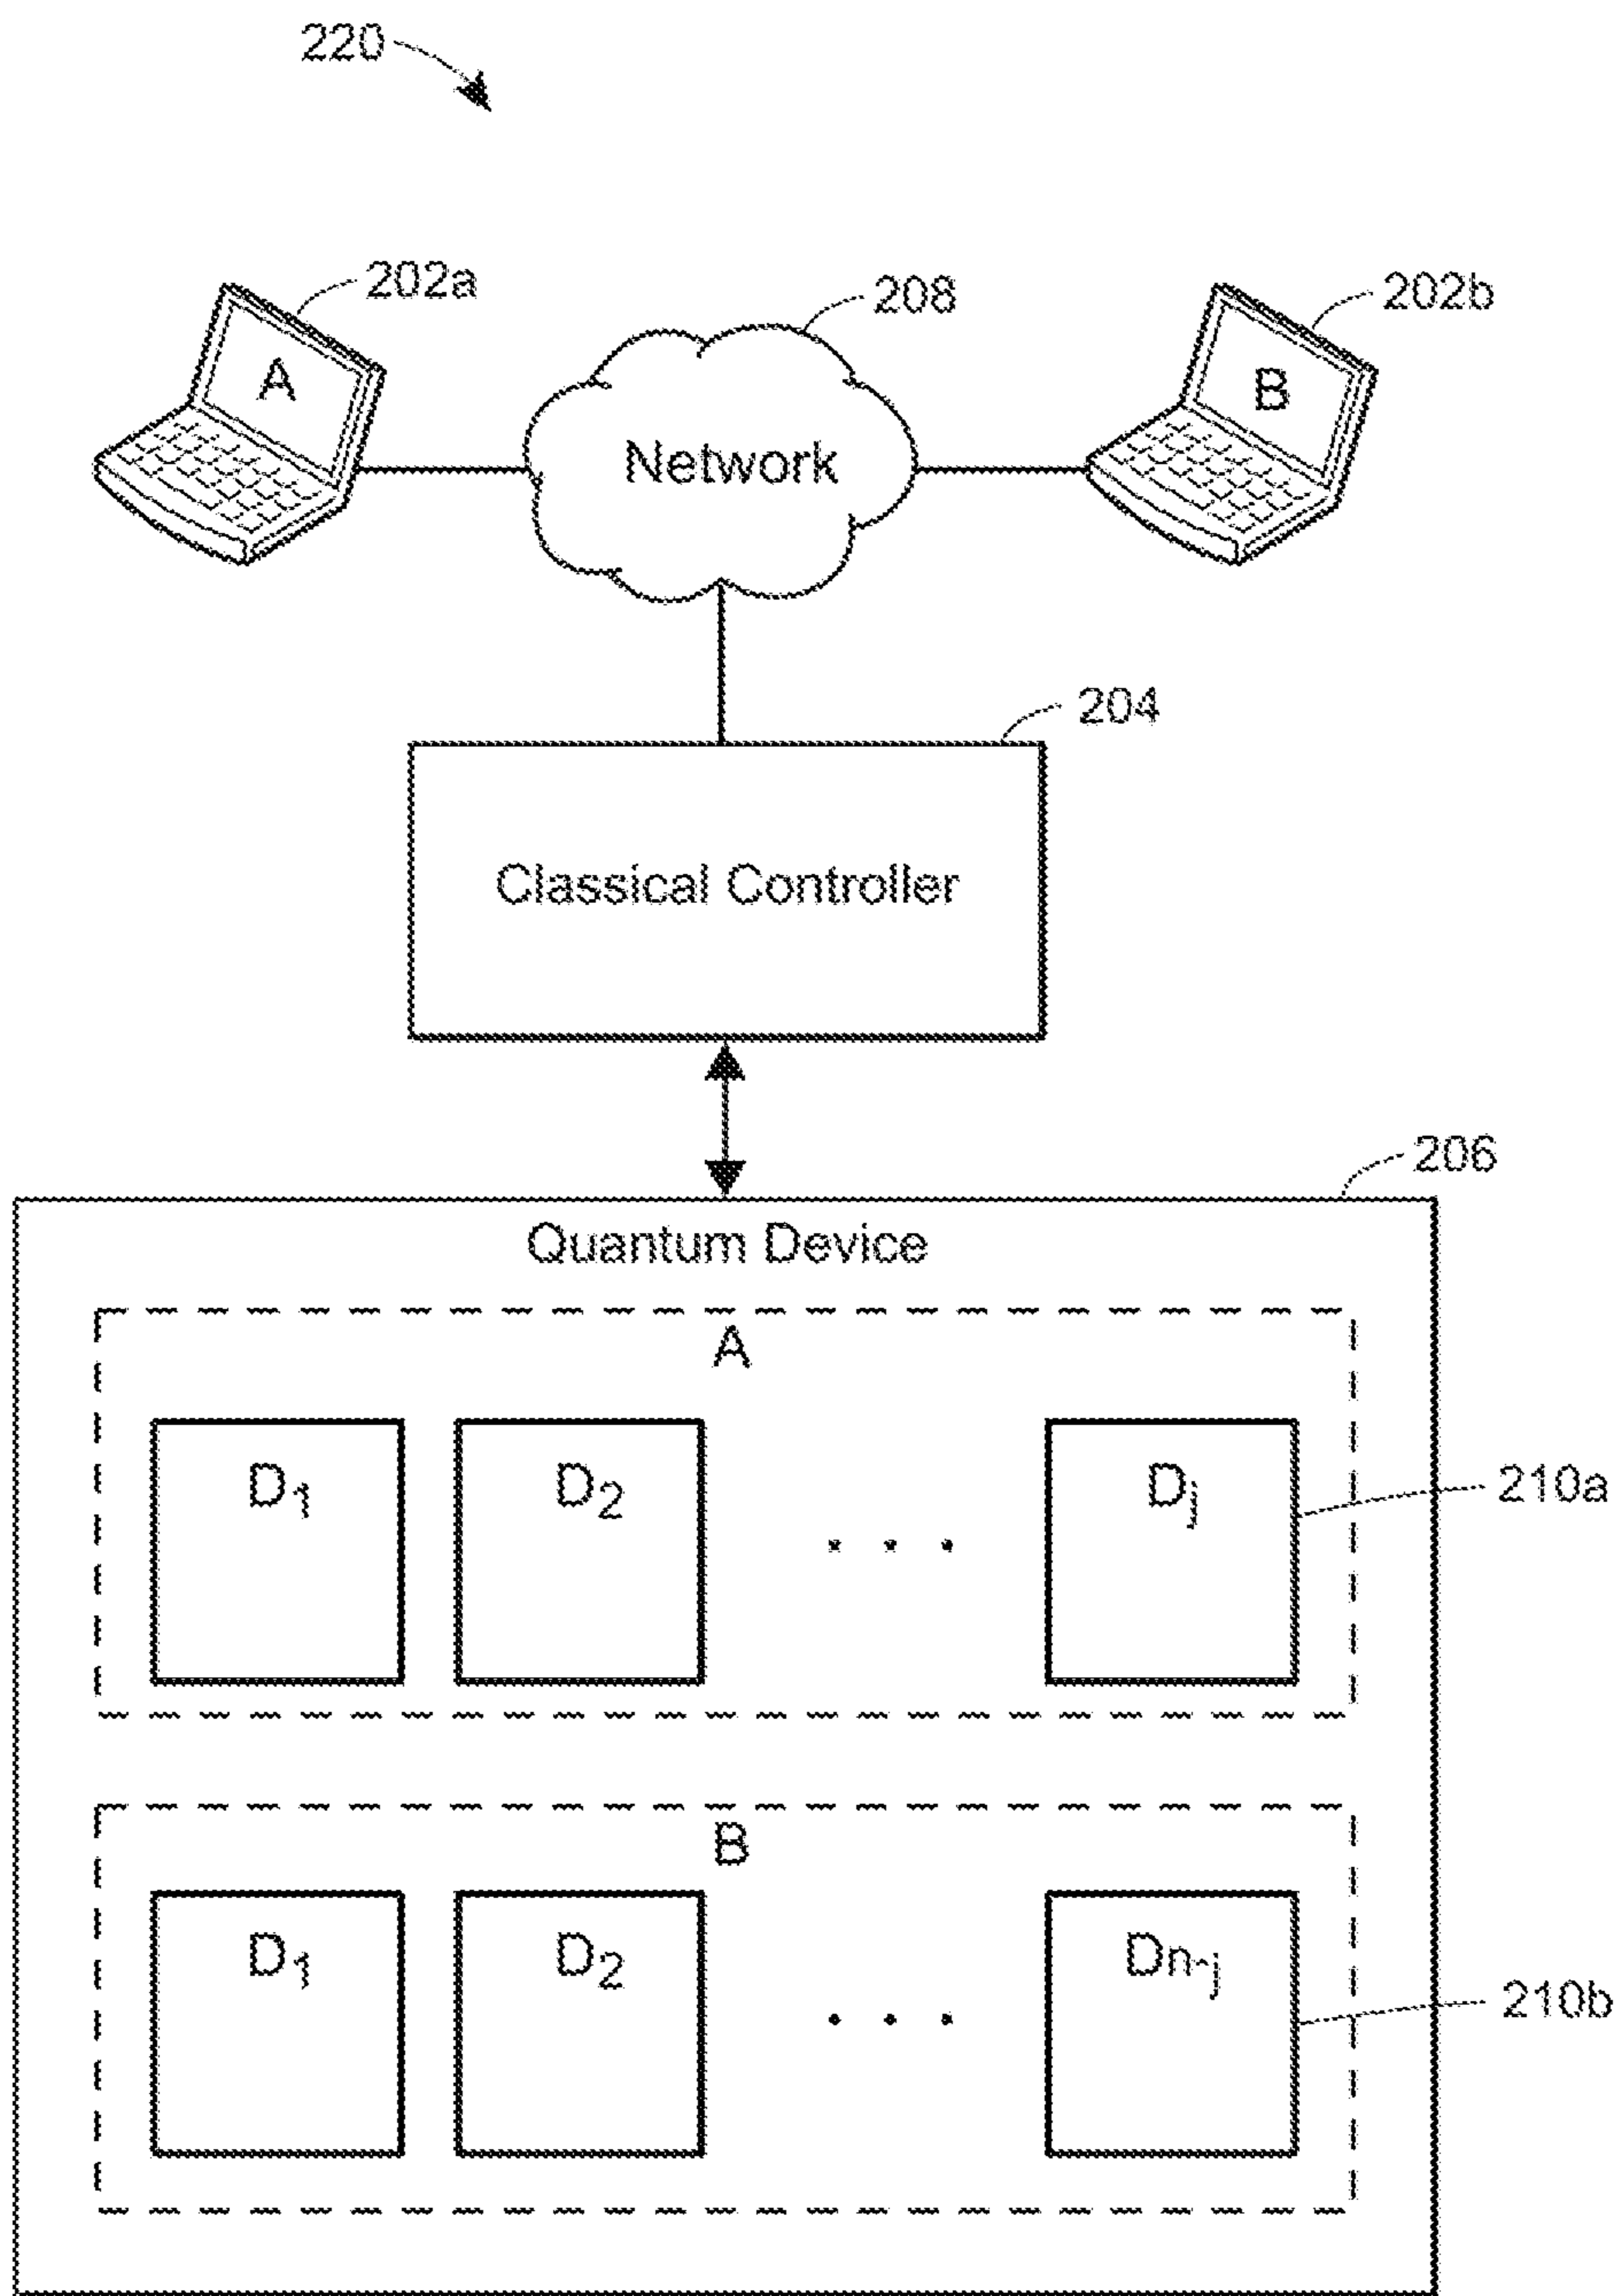 220
202a
208
202b
A
Network
B
204
Classical Controller
206
Quantum Device
A
D1 D2 . . . Dj
210a
B
D1 D2 . . . Dn-j
210b